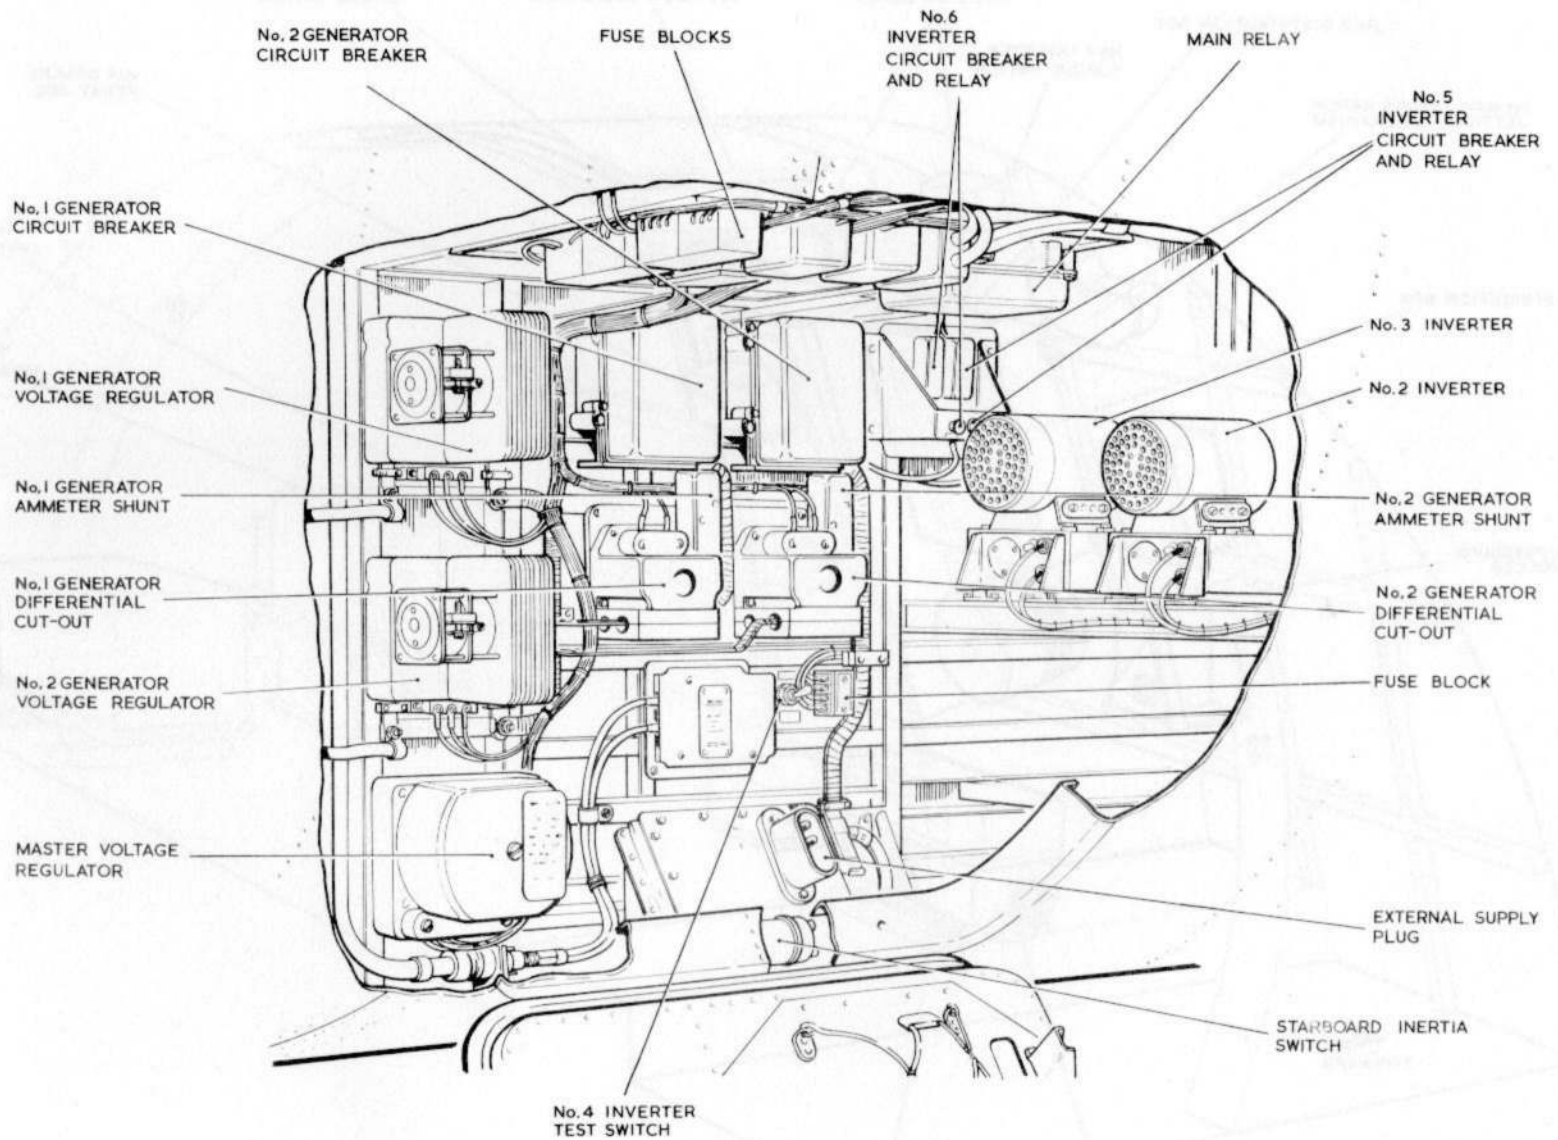 No. 2 GENERATOR
CIRCUIT BREAKER
FUSE BLOCKS
No. 6
INVERTER
CIRCUIT BREAKER
AND RELAY
MAIN RELAY
No. 5
INVERTER
CIRCUIT BREAKER
AND RELAY
No. 1 GENERATOR
CIRCUIT BREAKER
No. 3 INVERTER
No. 1 GENERATOR
VOLTAGE REGULATOR
No. 2 INVERTER
No. 1 GENERATOR
AMMETER SHUNT
No. 2 GENERATOR
AMMETER SHUNT
No. 1 GENERATOR
DIFFERENTIAL
CUT-OUT
No. 2 GENERATOR
DIFFERENTIAL
CUT-OUT
No. 2 GENERATOR
VOLTAGE REGULATOR
FUSE BLOCK
MASTER VOLTAGE
REGULATOR
EXTERNAL SUPPLY
PLUG
STARBOARD INERTIA
SWITCH
No. 4 INVERTER
TEST SWITCH